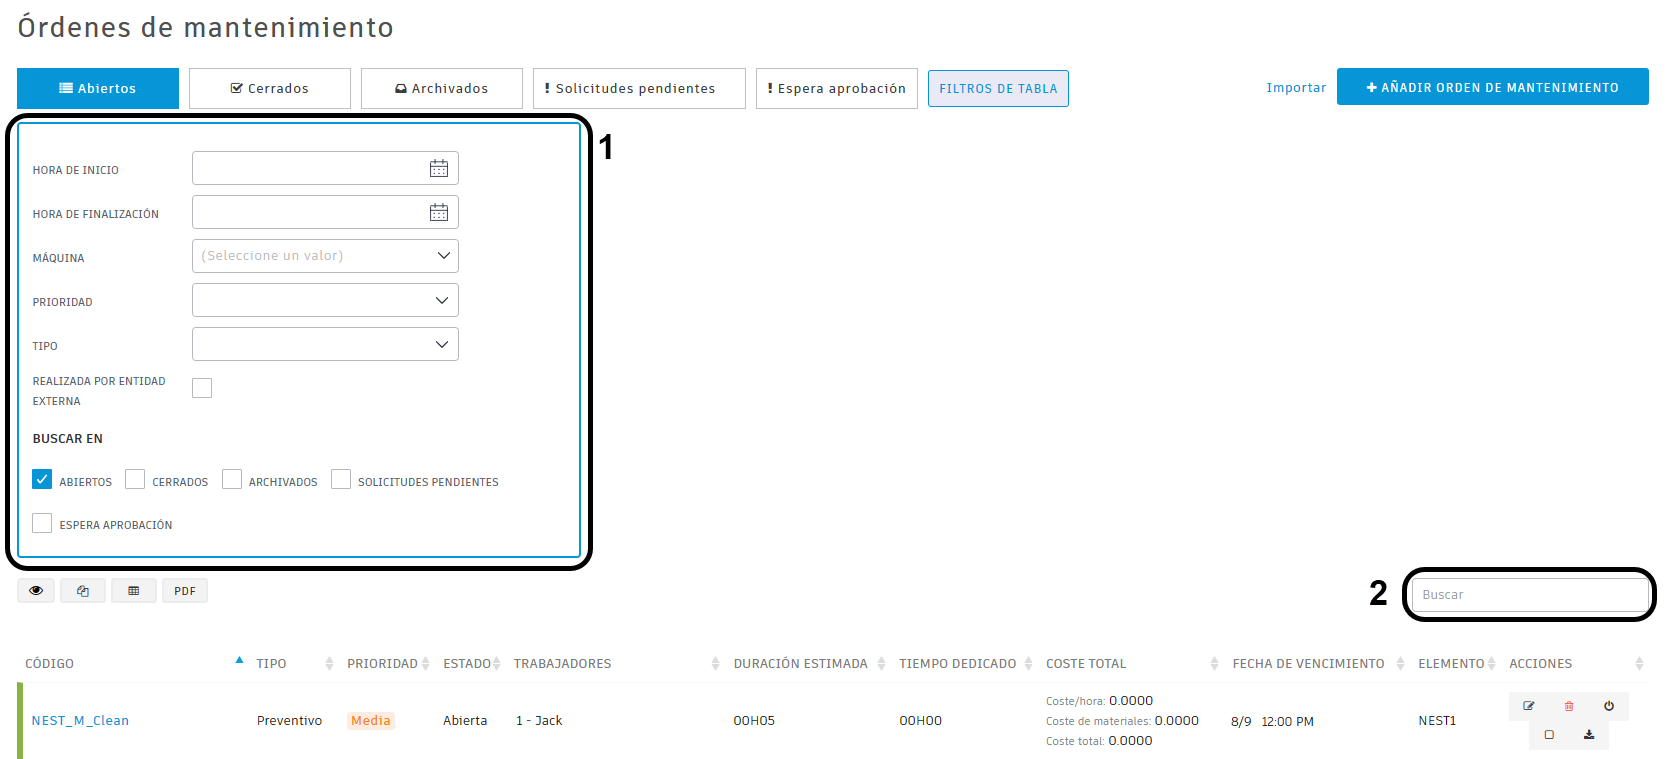 Órdenes de mantenimiento
Abiertos Cerrados Archivados ! Solicitudes pendientes ! Espera aprobación FILTROS DE TABLA Importar + AÑADIR ORDEN DE MANTENIMIENTO
1
HORA DE INICIO
HORA DE FINALIZACIÓN
MÁQUINA (Seleccione un valor)
PRIORIDAD
TIPO
REALIZADA POR ENTIDAD
EXTERNA
BUSCAR EN
ABIERTOS CERRADOS ARCHIVADOS SOLICITUDES PENDIENTES
ESPERA APROBACIÓN
PDF 2 Buscar
CÓDIGO TIPO PRIORIDAD ESTADO TRABAJADORES DURACIÓN ESTIMADA TIEMPO DEDICADO COSTE TOTAL FECHA DE VENCIMIENTO ELEMENTO ACCIONES
NEST_M_Clean Preventivo Media Abierta 1 - Jack 00H05 00H00 Coste/hora: 0.0000
Coste de materiales: 0.0000
Coste total: 0.0000
8/9 12:00 PM NEST1